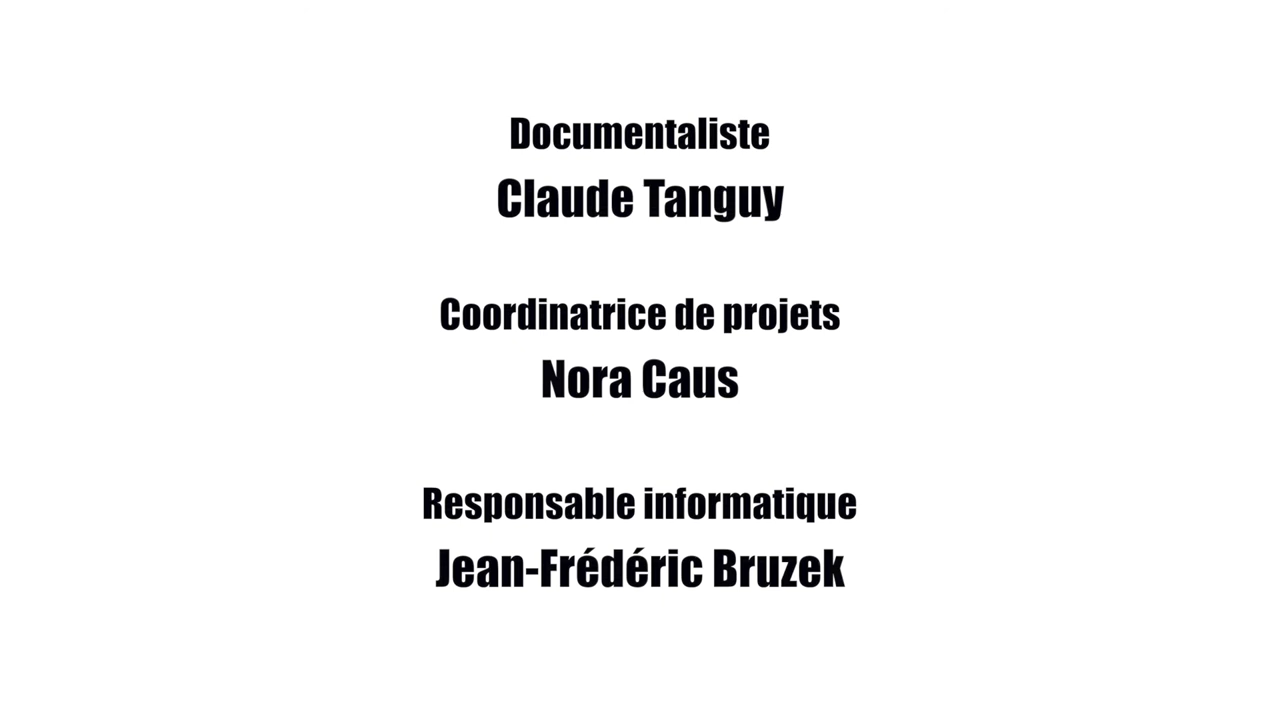 Documentaliste
Claude Tanguy
Coordinatrice de projets
Nora Caus
Responsable informatique
Jean-Frédéric Bruzek